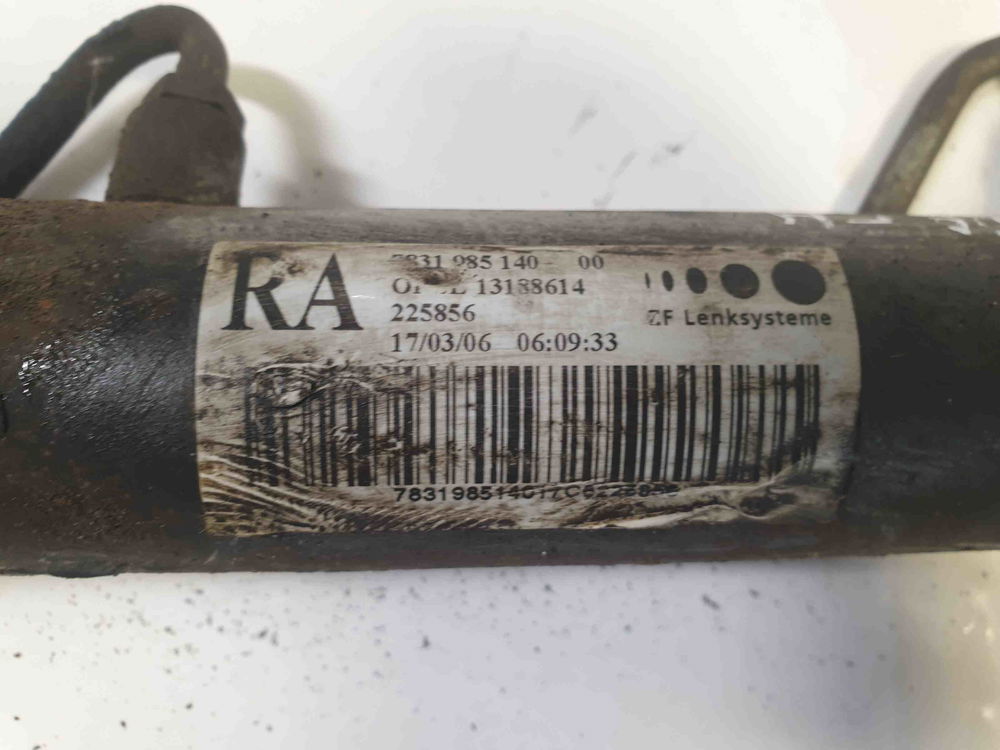 RA
7831 985 140 - 00
13188614
225856
17/03/06 06:09:33
ZF Lenksysteme